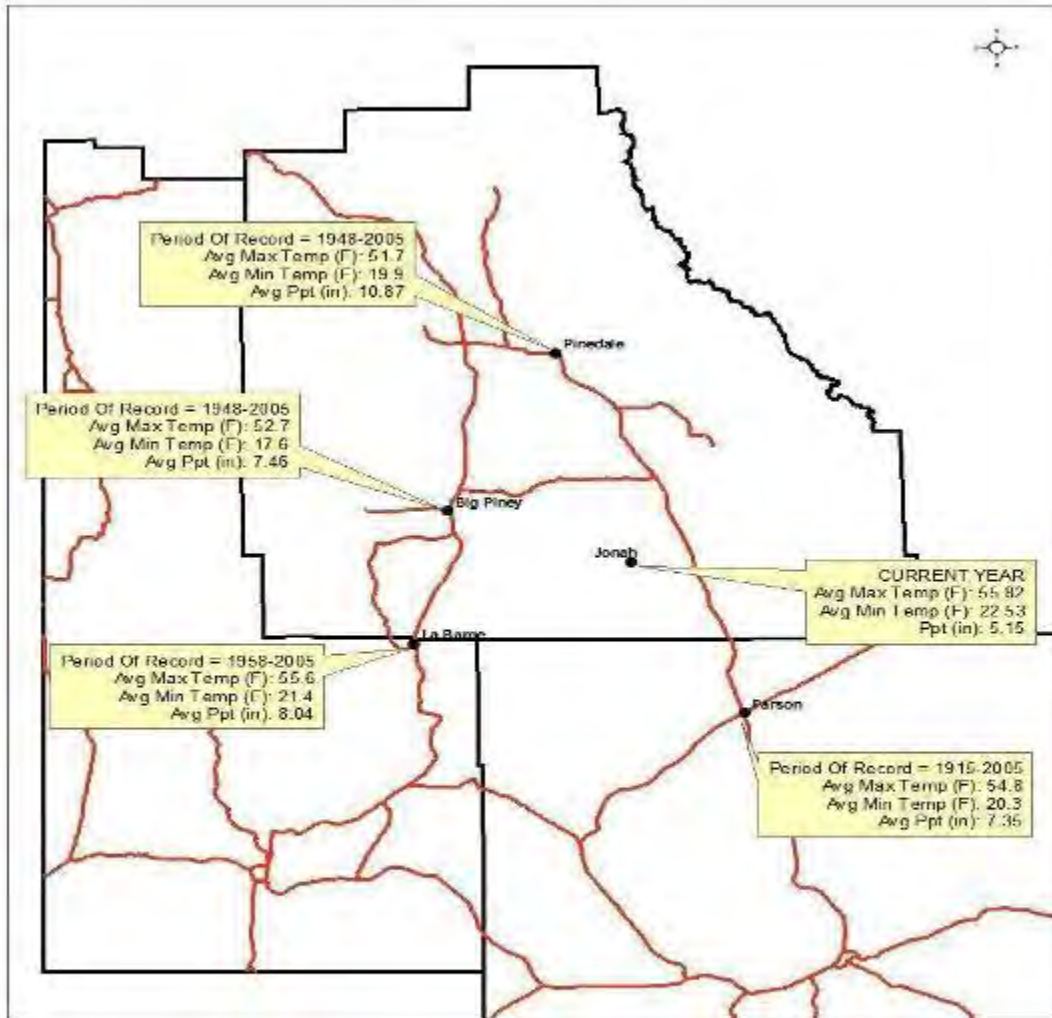 Period Of Record = 1948-2005
Avg Max Temp (F): 51.7
Avg Min Temp (F): 19.9
Avg Ppt (in): 10.87
Pinedale
Period Of Record = 1948-2005
Avg Max Temp (F): 52.7
Avg Min Temp (F): 17.6
Avg Ppt (in): 7.46
Big Piney
Jonah
CURRENT YEAR
Avg Max Temp (F): 55.82
Avg Min Temp (F): 22.53
Ppt (in): 5.15
La Barge
Period Of Record = 1958-2005
Avg Max Temp (F): 55.6
Avg Min Temp (F): 21.4
Avg Ppt (in): 8.04
Farson
Period Of Record = 1915-2005
Avg Max Temp (F): 54.8
Avg Min Temp (F): 20.3
Avg Ppt (in): 7.35